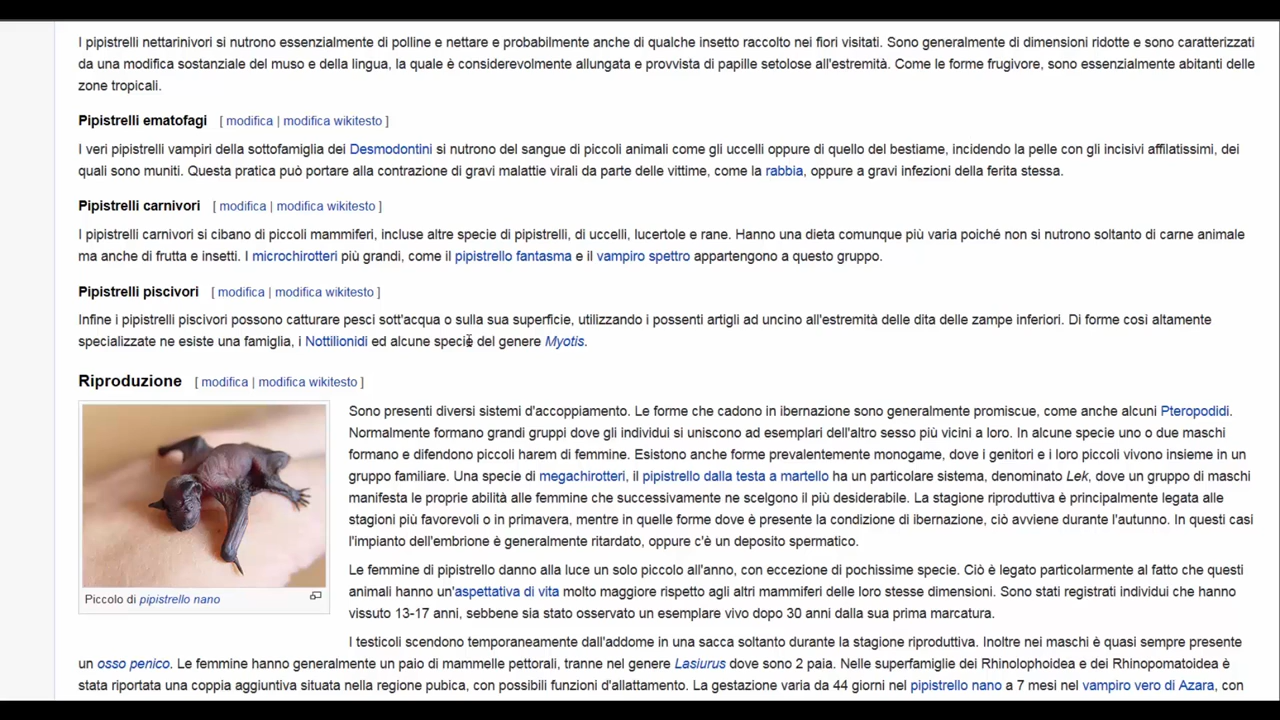 I pipistrelli nettarinivori si nutrono essenzialmente di polline e nettare e probabilmente anche di qualche insetto raccolto nei fiori visitati. Sono generalmente di dimensioni ridotte e sono caratterizzati
da una modifica sostanziale del muso e della lingua, la quale è considerevolmente allungata e provvista di papille setolose all'estremità. Come le forme frugivore, sono essenzialmente abitanti delle
zone tropicali.
Pipistrelli ematofagi [ modifica | modifica wikitesto ]
I veri pipistrelli vampiri della sottofamiglia dei Desmodontini si nutrono del sangue di piccoli animali come gli uccelli oppure di quello del bestiame, incidendo la pelle con gli incisivi affilatissimi, dei
quali sono muniti. Questa pratica può portare alla contrazione di gravi malattie virali da parte delle vittime, come la rabbia, oppure a gravi infezioni della ferita stessa.
Pipistrelli carnivori [ modifica | modifica wikitesto ]
I pipistrelli carnivori si cibano di piccoli mammiferi, incluse altre specie di pipistrelli, di uccelli, lucertole e rane. Hanno una dieta comunque più varia poiché non si nutrono soltanto di carne animale
ma anche di frutta e insetti. I microchirotteri più grandi, come il pipistrello fantasma e il vampiro spettro appartengono a questo gruppo.
Pipistrelli piscivori [ modifica | modifica wikitesto ]
Infine i pipistrelli piscivori possono catturare pesci sott'acqua o sulla sua superficie, utilizzando i possenti artigli ad uncino all'estremità delle dita delle zampe inferiori. Di forme così altamente
specializzate ne esiste una famiglia, i Nottilionidi ed alcune specie del genere Myotis.
Riproduzione [ modifica | modifica wikitesto ]
Sono presenti diversi sistemi d'accoppiamento. Le forme che cadono in ibernazione sono generalmente promiscue, come anche alcuni Pteropodidi.
Normalmente formano grandi gruppi dove gli individui si uniscono ad esemplari dell'altro sesso più vicini a loro. In alcune specie uno o due maschi
formano e difendono piccoli harem di femmine. Esistono anche forme prevalentemente monogame, dove i genitori e i loro piccoli vivono insieme in un
gruppo familiare. Una specie di megachirotteri, il pipistrello dalla testa a martello ha un particolare sistema, denominato Lek, dove un gruppo di maschi
manifesta le proprie abilità alle femmine che successivamente ne scelgono il più desiderabile. La stagione riproduttiva è principalmente legata alle
stagioni più favorevoli o in primavera, mentre in quelle forme dove è presente la condizione di ibernazione, ciò avviene durante l'autunno. In questi casi
l'impianto dell'embrione è generalmente ritardato, oppure c'è un deposito spermatico.
Piccolo di pipistrello nano
Le femmine di pipistrello danno alla luce un solo piccolo all'anno, con eccezione di pochissime specie. Ciò è legato particolarmente al fatto che questi
animali hanno un'aspettativa di vita molto maggiore rispetto agli altri mammiferi delle loro stesse dimensioni. Sono stati registrati individui che hanno
vissuto 13-17 anni, sebbene sia stato osservato un esemplare vivo dopo 30 anni dalla sua prima marcatura.
I testicoli scendono temporaneamente dall'addome in una sacca soltanto durante la stagione riproduttiva. Inoltre nei maschi è quasi sempre presente
un osso penico. Le femmine hanno generalmente un paio di mammelle pettorali, tranne nel genere Lasiurus dove sono 2 paia. Nelle superfamiglie dei Rhinolophoidea e dei Rhinopomatoidea è
stata riportata una coppia aggiuntiva situata nella regione pubica, con possibili funzioni d'allattamento. La gestazione varia da 44 giorni nel pipistrello nano a 7 mesi nel vampiro vero di Azara, con